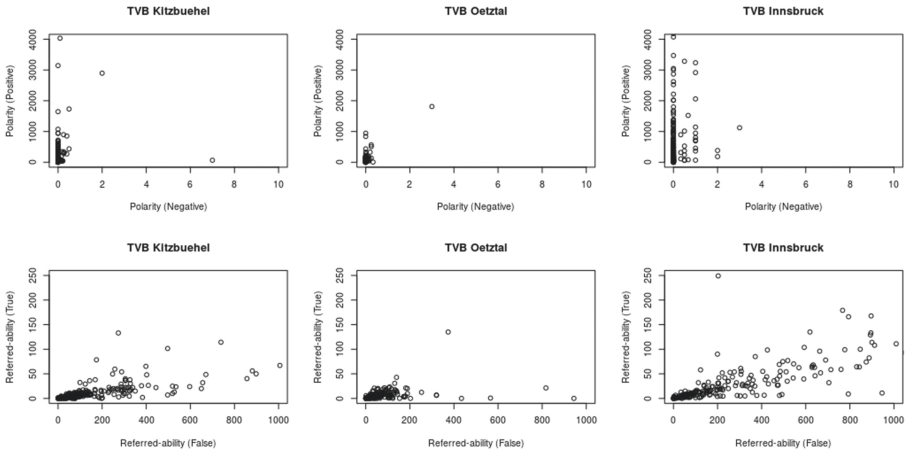 TVB Kitzbuehel
TVB Oetztal
TVB Innsbruck
Polarity (Positive)
0 1000 2000 3000 4000
0 2 4 6 8 10
Polarity (Negative)
Polarity (Positive)
0 1000 2000 3000 4000
0 2 4 6 8 10
Polarity (Negative)
Polarity (Positive)
0 1000 2000 3000 4000
0 2 4 6 8 10
Polarity (Negative)
TVB Kitzbuehel
TVB Oetztal
TVB Innsbruck
Referred-ability (True)
0 50 100 150 200 250
0 200 400 600 800 1000
Referred-ability (False)
Referred-ability (True)
0 50 100 150 200 250
0 200 400 600 800 1000
Referred-ability (False)
Referred-ability (True)
0 50 100 150 200 250
0 200 400 600 800 1000
Referred-ability (False)